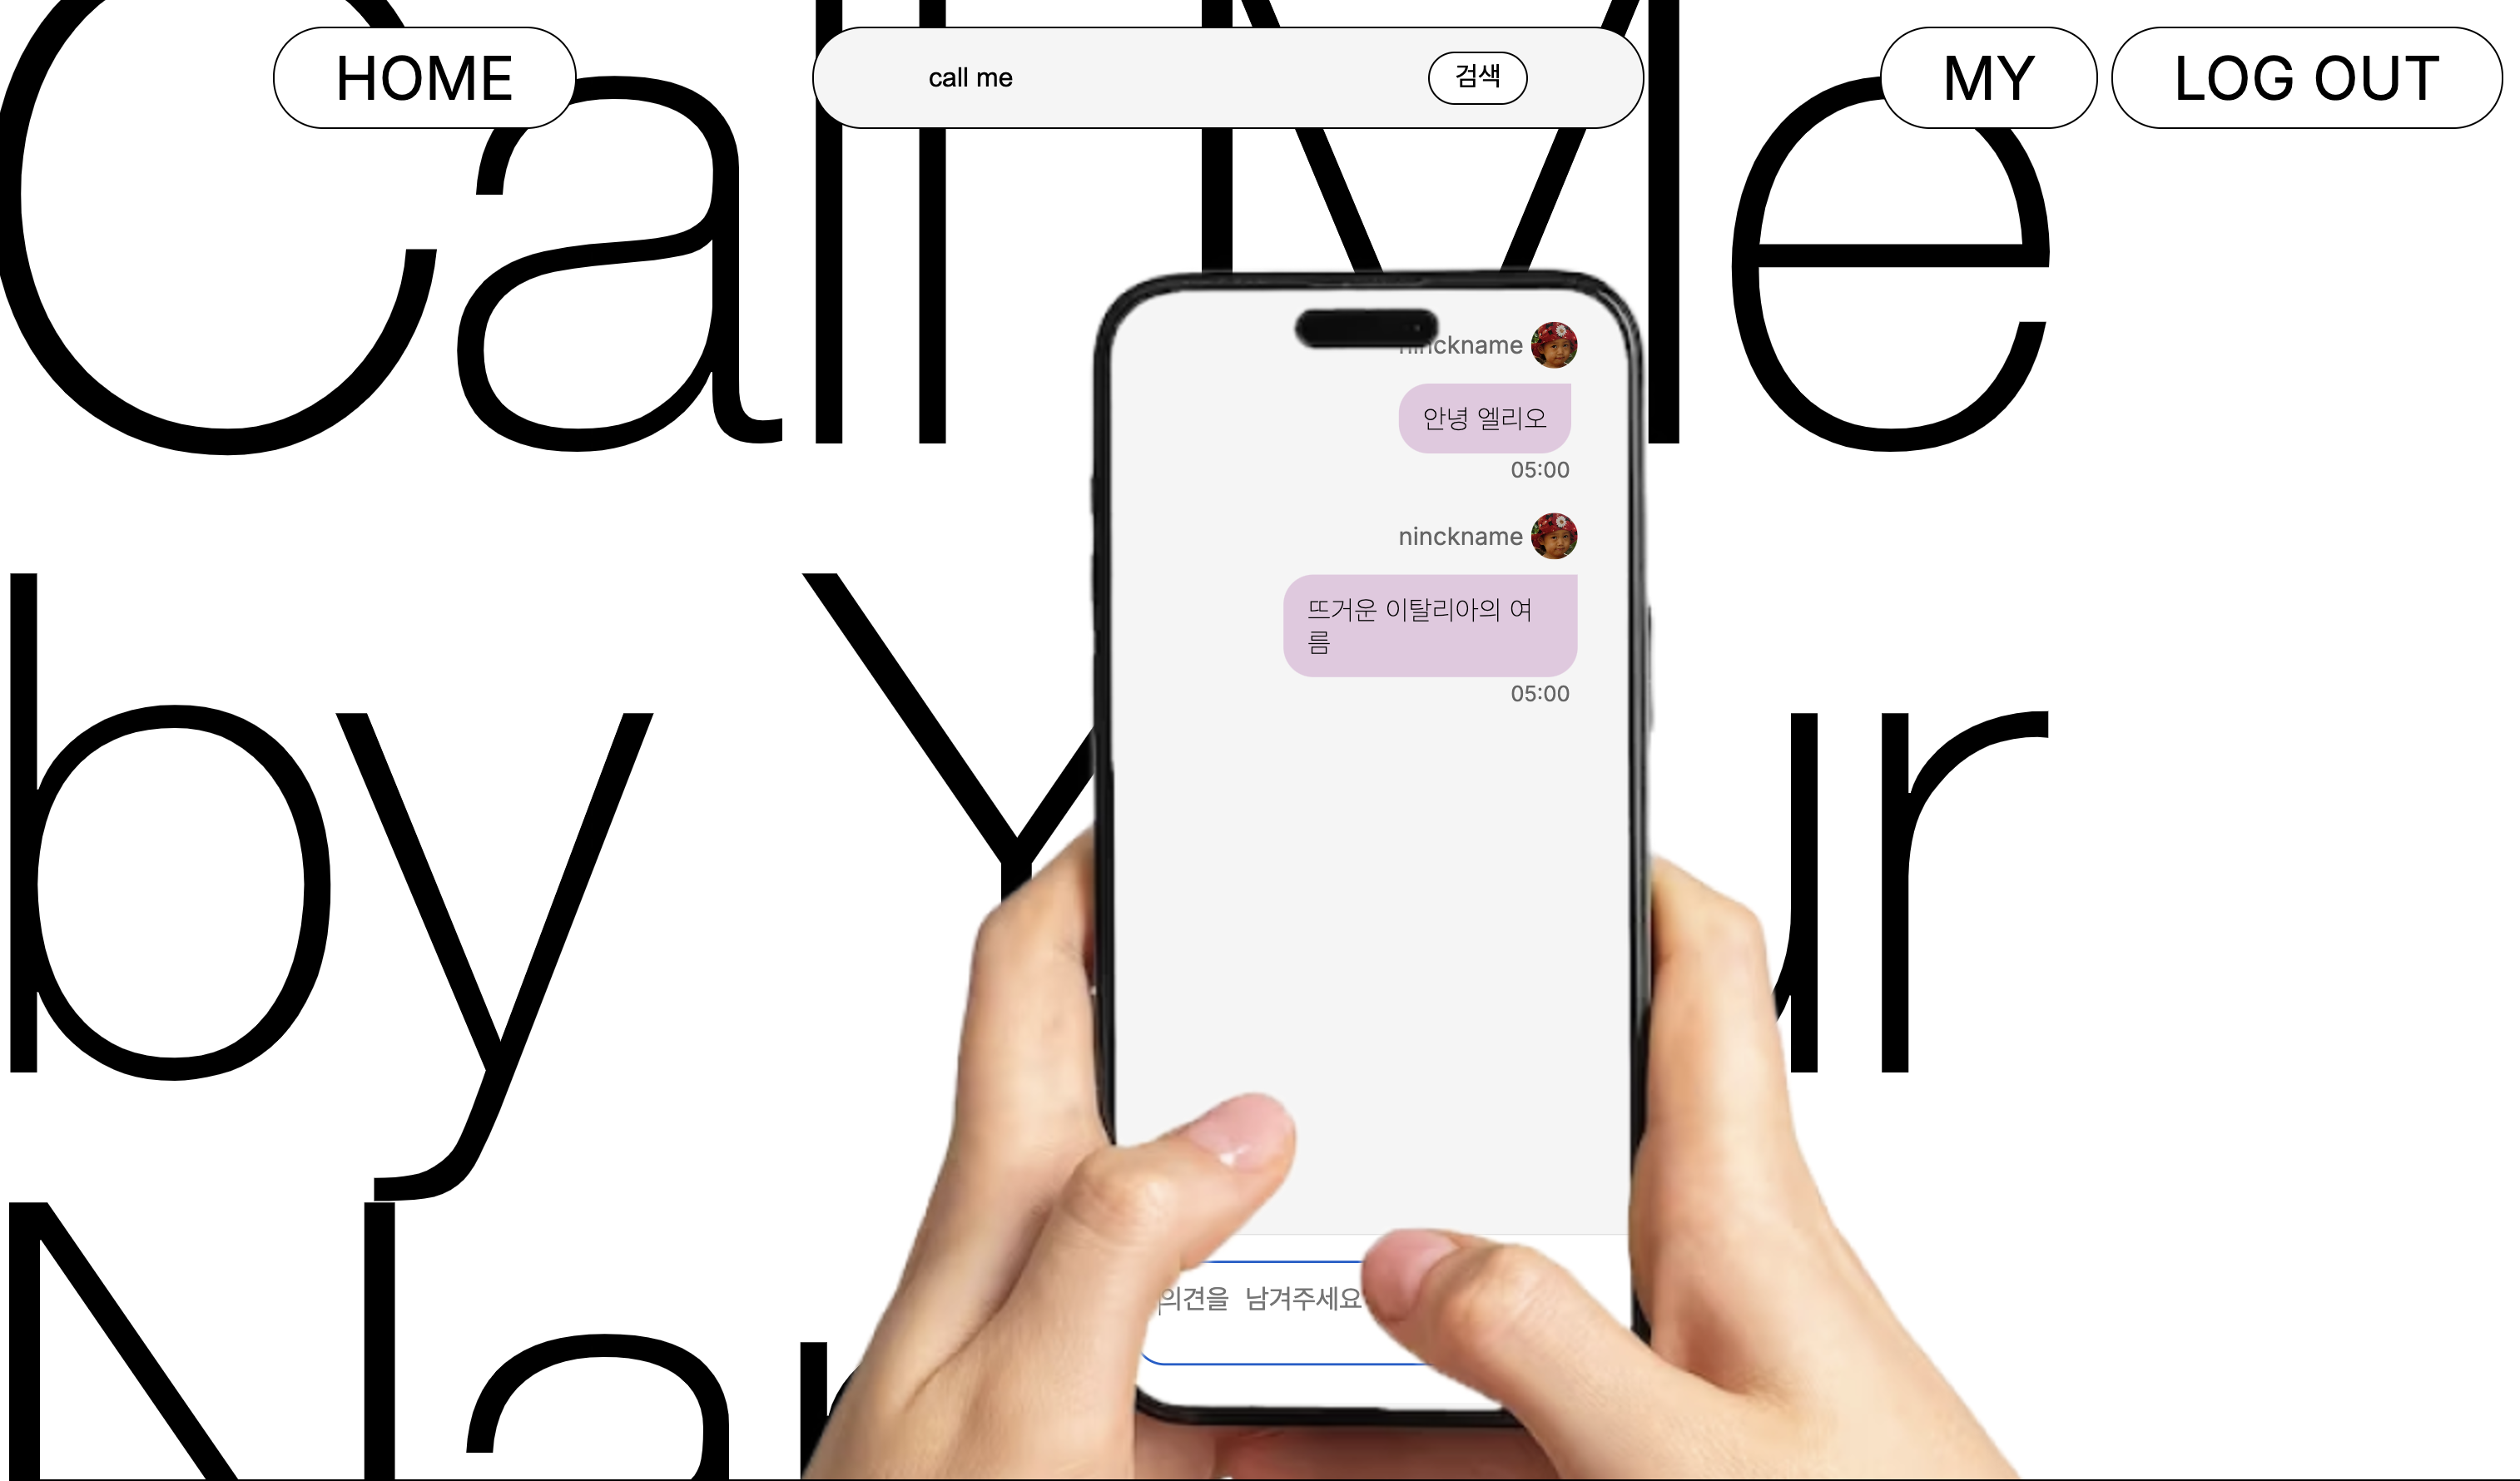 HOME
call me
검색
MY
LOG OUT
Call Me
by
ninckname
안녕 엘리오
05:00
ninckname
뜨거운 이탈리아의 여
름
05:00
의견을 남겨주세요